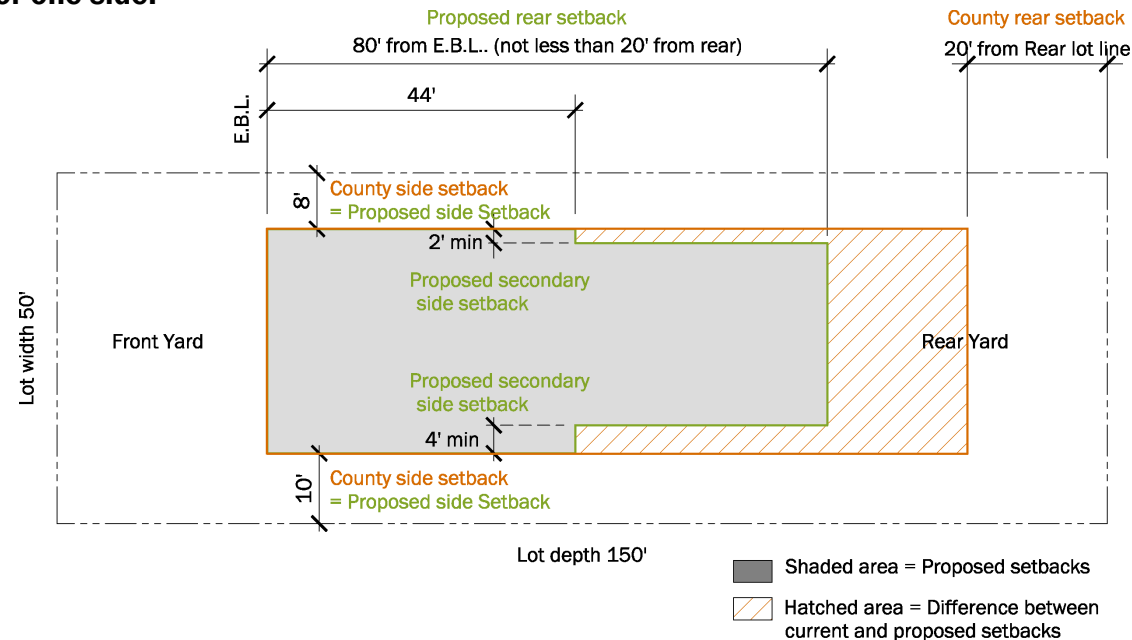 Proposed rear setback
80' from E.B.L.. (not less than 20' from rear)
County rear setback
20' from Rear lot line
44'
E.B.L.
8'
County side setback
= Proposed side Setback
2' min
Proposed secondary
side setback
Lot width 50'
Front Yard
Rear Yard
Proposed secondary
side setback
4' min
10'
County side setback
= Proposed side Setback
Lot depth 150'
Shaded area = Proposed setbacks
Hatched area = Difference between
current and proposed setbacks